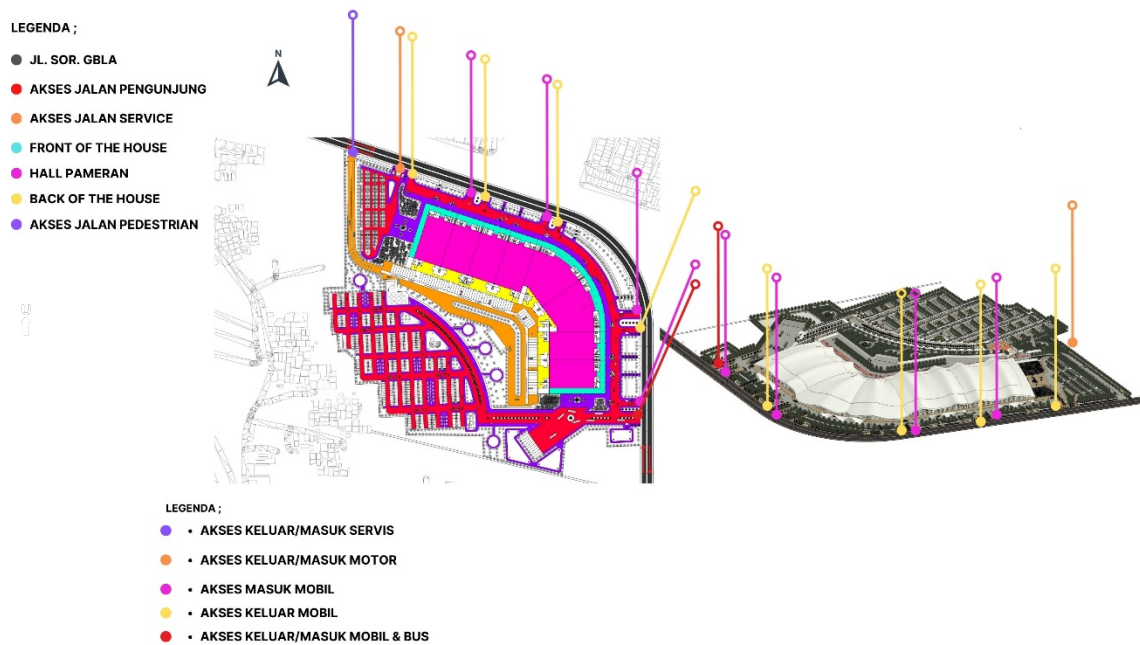 LEGENDA ;
JL. SOR. GBLA
AKSES JALAN PENGUNJUNG
AKSES JALAN SERVICE
FRONT OF THE HOUSE
HALL PAMERAN
BACK OF THE HOUSE
AKSES JALAN PEDESTRIAN
N
LEGENDA ;
• AKSES KELUAR/MASUK SERVIS
• AKSES KELUAR/MASUK MOTOR
• AKSES MASUK MOBIL
• AKSES KELUAR MOBIL
• AKSES KELUAR/MASUK MOBIL & BUS